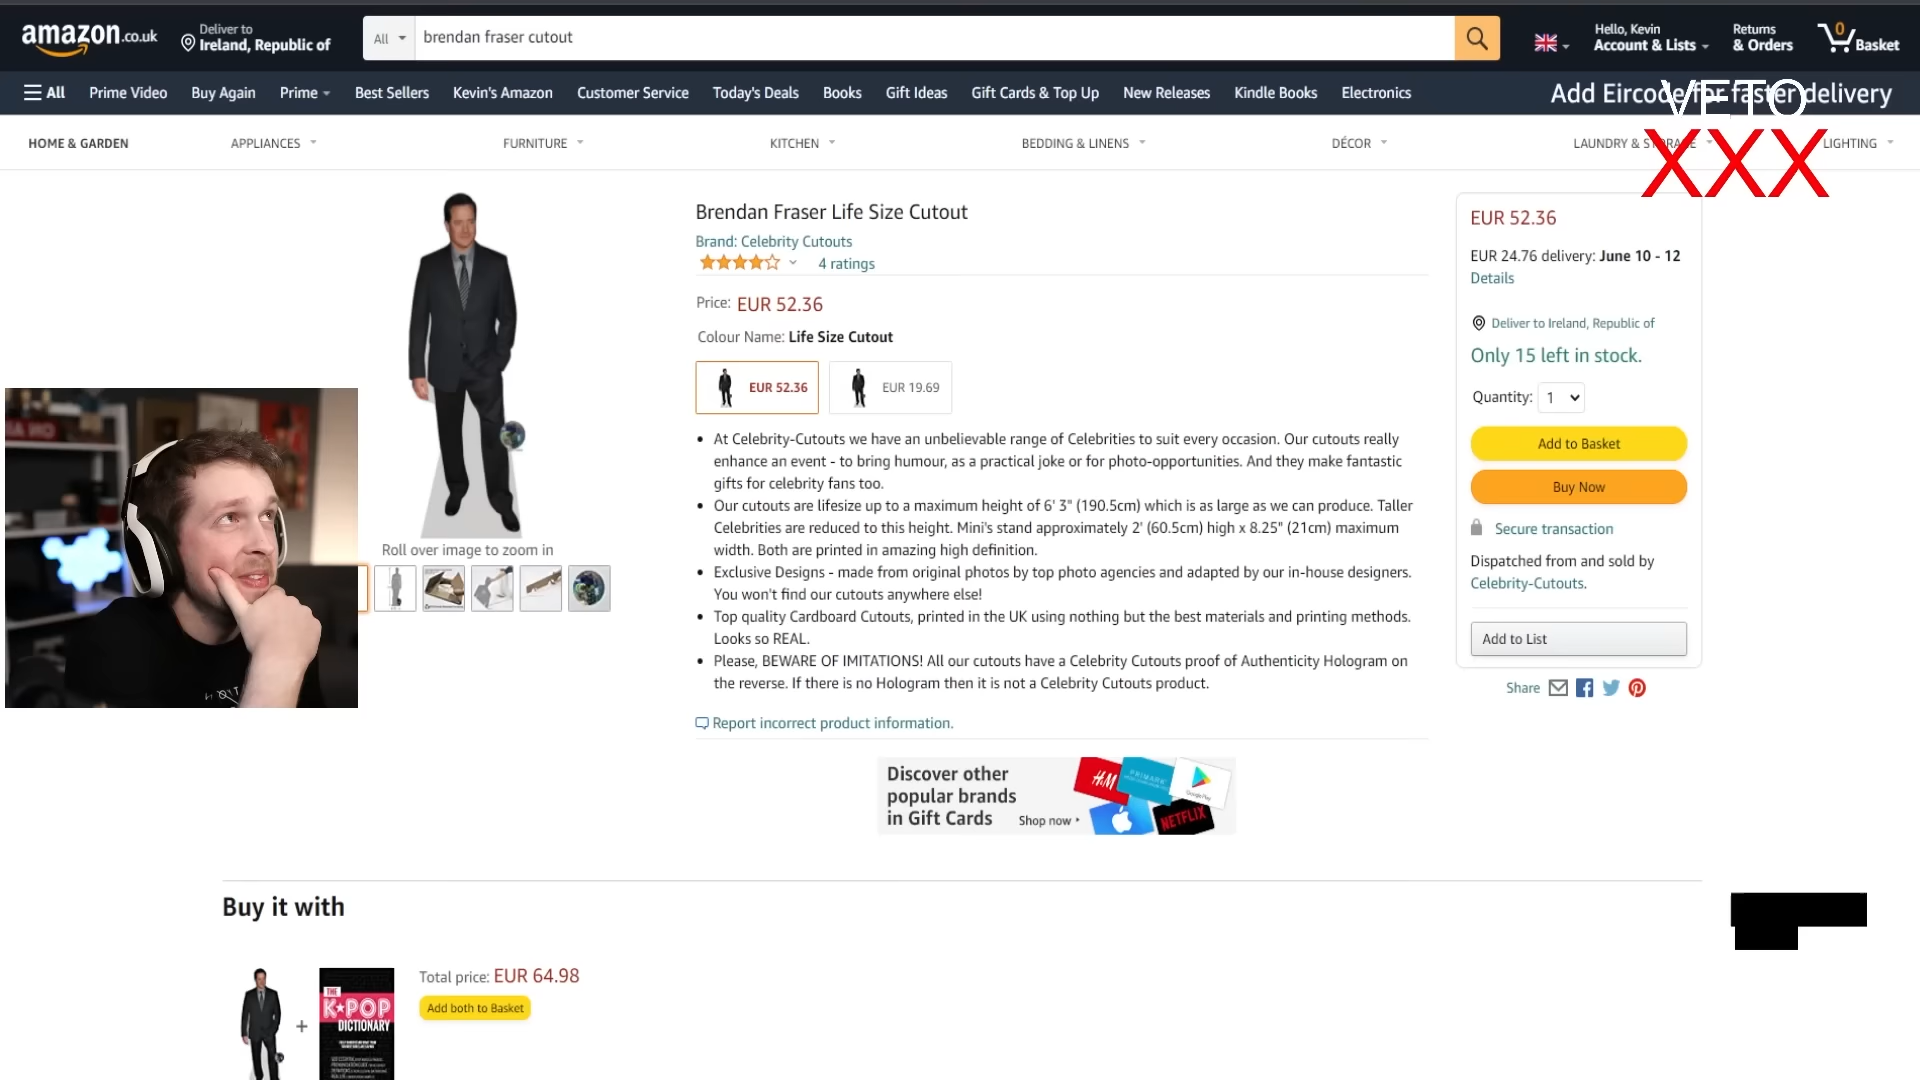 amazon.co.uk
Deliver to
Ireland, Republic of
All
brendan fraser cutout
Hello, Kevin
Account & Lists
Returns
& Orders
0
Basket
All
Prime Video
Buy Again
Prime
Best Sellers
Kevin's Amazon
Customer Service
Today's Deals
Books
Gift Ideas
Gift Cards & Top Up
New Releases
Kindle Books
Electronics
Add Eircode for faster delivery
VETO
XXX
HOME & GARDEN
APPLIANCES
FURNITURE
KITCHEN
BEDDING & LINENS
DÉCOR
LAUNDRY & STORAGE
LIGHTING
Brendan Fraser Life Size Cutout
Brand: Celebrity Cutouts
4 ratings
Price: EUR 52.36
Colour Name: Life Size Cutout
EUR 52.36
EUR 19.69
• At Celebrity-Cutouts we have an unbelievable range of Celebrities to suit every occasion. Our cutouts really
enhance an event - to bring humour, as a practical joke or for photo-opportunities. And they make fantastic
gifts for celebrity fans too.
• Our cutouts are lifesize up to a maximum height of 6' 3" (190.5cm) which is as large as we can produce. Taller
Celebrities are reduced to this height. Mini's stand approximately 2' (60.5cm) high x 8.25" (21cm) maximum
width. Both are printed in amazing high definition.
• Exclusive Designs - made from original photos by top photo agencies and adapted by our in-house designers.
You won't find our cutouts anywhere else!
• Top quality Cardboard Cutouts, printed in the UK using nothing but the best materials and printing methods.
Looks so REAL.
• Please, BEWARE OF IMITATIONS! All our cutouts have a Celebrity Cutouts proof of Authenticity Hologram on
the reverse. If there is no Hologram then it is not a Celebrity Cutouts product.
Report incorrect product information.
Roll over image to zoom in
EUR 52.36
EUR 24.76 delivery: June 10 - 12
Details
Deliver to Ireland, Republic of
Only 15 left in stock.
Quantity: 1
Add to Basket
Buy Now
Secure transaction
Dispatched from and sold by
Celebrity-Cutouts.
Add to List
Share
Discover other
popular brands
in Gift Cards
Shop now
H&M
PRIMARK
Google Play
NETFLIX
Buy it with
+
THE
K★POP
DICTIONARY
Total price: EUR 64.98
Add both to Basket